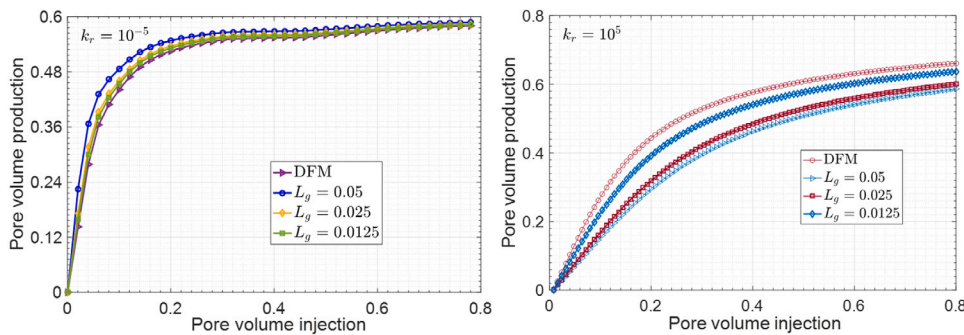 k_r = 10^{-5}
Pore volume production
0.6
0.48
0.36
0.24
0.12
0
0 0.2 0.4 0.6 0.8
Pore volume injection
DFM
L_g = 0.05
L_g = 0.025
L_g = 0.0125
k_r = 10^5
Pore volume production
0.8
0.6
0.4
0.2
0
0 0.2 0.4 0.6 0.8
Pore volume injection
DFM
L_g = 0.05
L_g = 0.025
L_g = 0.0125